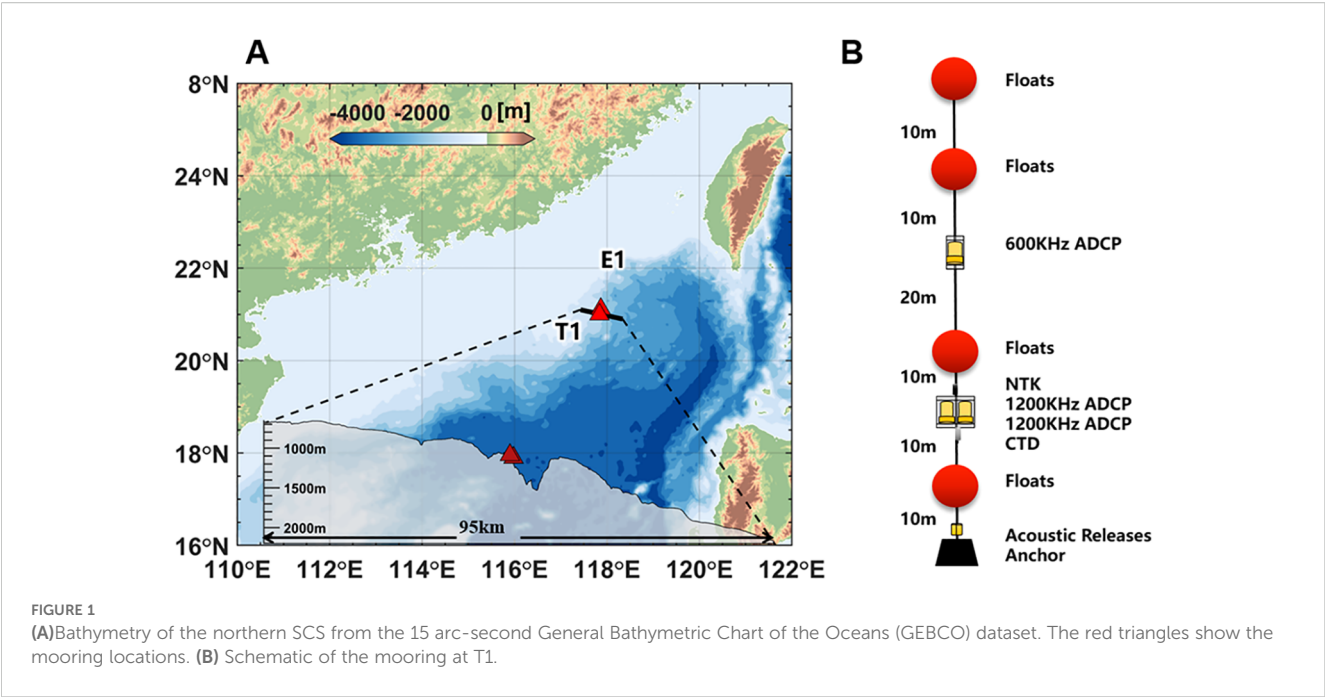 A
8°N
24°N
22°N
20°N
18°N
16°N
110°E 112°E 114°E 116°E 118°E 120°E 122°E
-4000 -2000 0 [m]
E1
T1
1000m
1500m
2000m
95km
B
Floats
10m
Floats
10m
600KHz ADCP
20m
Floats
10m
NTK
1200KHz ADCP
1200KHz ADCP
CTD
10m
Floats
10m
Acoustic Releases
Anchor
FIGURE 1
(A)Bathymetry of the northern SCS from the 15 arc-second General Bathymetric Chart of the Oceans (GEBCO) dataset. The red triangles show the
mooring locations. (B) Schematic of the mooring at T1.